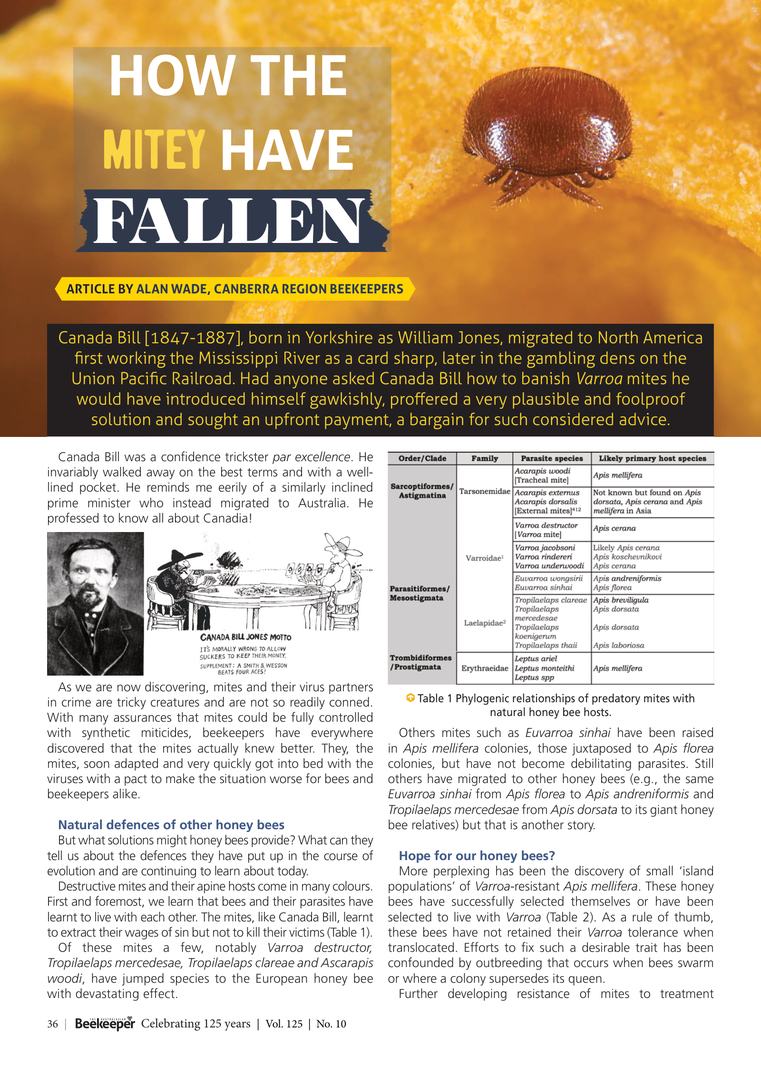 HOW THE
MITEY HAVE
FALLEN
ARTICLE BY ALAN WADE, CANBERRA REGION BEEKEEPERS
Canada Bill [1847-1887], born in Yorkshire as William Jones, migrated to North America
first working the Mississippi River as a card sharp, later in the gambling dens on the
Union Pacific Railroad. Had anyone asked Canada Bill how to banish Varroa mites he
would have introduced himself gawkishly, proffered a very plausible and foolproof
solution and sought an upfront payment, a bargain for such considered advice.
Canada Bill was a confidence trickster par excellence. He
invariably walked away on the best terms and with a well-
lined pocket. He reminds me eerily of a similarly inclined
prime minister who instead migrated to Australia. He
professed to know all about Canadia!
CANADA BILL JONES MOTTO
IT'S MORALLY WRONG TO ALLOW
SUCKERS TO KEEP THEIR MONEY.
SUPPLEMENT: A SMITH & WESSON
BEATS FOUR ACES!
As we are now discovering, mites and their virus partners
in crime are tricky creatures and are not so readily conned.
With many assurances that mites could be fully controlled
with synthetic miticides, beekeepers have everywhere
discovered that the mites actually knew better. They, the
mites, soon adapted and very quickly got into bed with the
viruses with a pact to make the situation worse for bees and
beekeepers alike.
Natural defences of other honey bees
But what solutions might honey bees provide? What can they
tell us about the defences they have put up in the course of
evolution and are continuing to learn about today.
Destructive mites and their apine hosts come in many colours.
First and foremost, we learn that bees and their parasites have
learnt to live with each other. The mites, like Canada Bill, learnt
to extract their wages of sin but not to kill their victims (Table 1).
Of these mites a few, notably Varroa destructor,
Tropilaelaps mercedesae, Tropilaelaps clareae and Ascarapis
woodi, have jumped species to the European honey bee
with devastating effect.
Order/Clade Family Parasite species Likely primary host species
Sarcoptiformes/
Astigmatina
Tarsonemidae
Acarapis woodi
[Tracheal mite]
Apis mellifera
Acarapis externus
Acarapis dorsalis
[External mites]
Not known but found on Apis
dorsata, Apis cerana and Apis
mellifera in Asia
Parasitiformes/
Mesostigmata
Varroidae¹
Varroa destructor
[Varroa mite]
Apis cerana
Varroa jacobsoni Likely Apis cerana
Varroa rindereri Apis koschevnikovi
Varroa underwoodi Apis cerana
Euvarroa wongsirii Apis andreniformis
Euvarroa sinhai Apis florea
Laelapidae²
Tropilaelaps clareae Apis breviligula
Tropilaelaps Apis dorsata
mercedesae
Tropilaelaps Apis dorsata
koenigerum
Tropilaelaps thaii Apis laboriosa
Trombidiformes
/Prostigmata
Erythraeidae
Leptus ariel
Leptus monteithi
Leptus spp
Apis mellifera
Table 1 Phylogenic relationships of predatory mites with
natural honey bee hosts.
Others mites such as Euvarroa sinhai have been raised
in Apis mellifera colonies, those juxtaposed to Apis florea
colonies, but have not become debilitating parasites. Still
others have migrated to other honey bees (e.g., the same
Euvarroa sinhai from Apis florea to Apis andreniformis and
Tropilaelaps mercedesae from Apis dorsata to its giant honey
bee relatives) but that is another story.
Hope for our honey bees?
More perplexing has been the discovery of small 'island
populations' of Varroa-resistant Apis mellifera. These honey
bees have successfully selected themselves or have been
selected to live with Varroa (Table 2). As a rule of thumb,
these bees have not retained their Varroa tolerance when
translocated. Efforts to fix such a desirable trait has been
confounded by outbreeding that occurs when bees swarm
or where a colony supersedes its queen.
Further developing resistance of mites to treatment
36 | Beekeeper Celebrating 125 years | Vol. 125 | No. 10